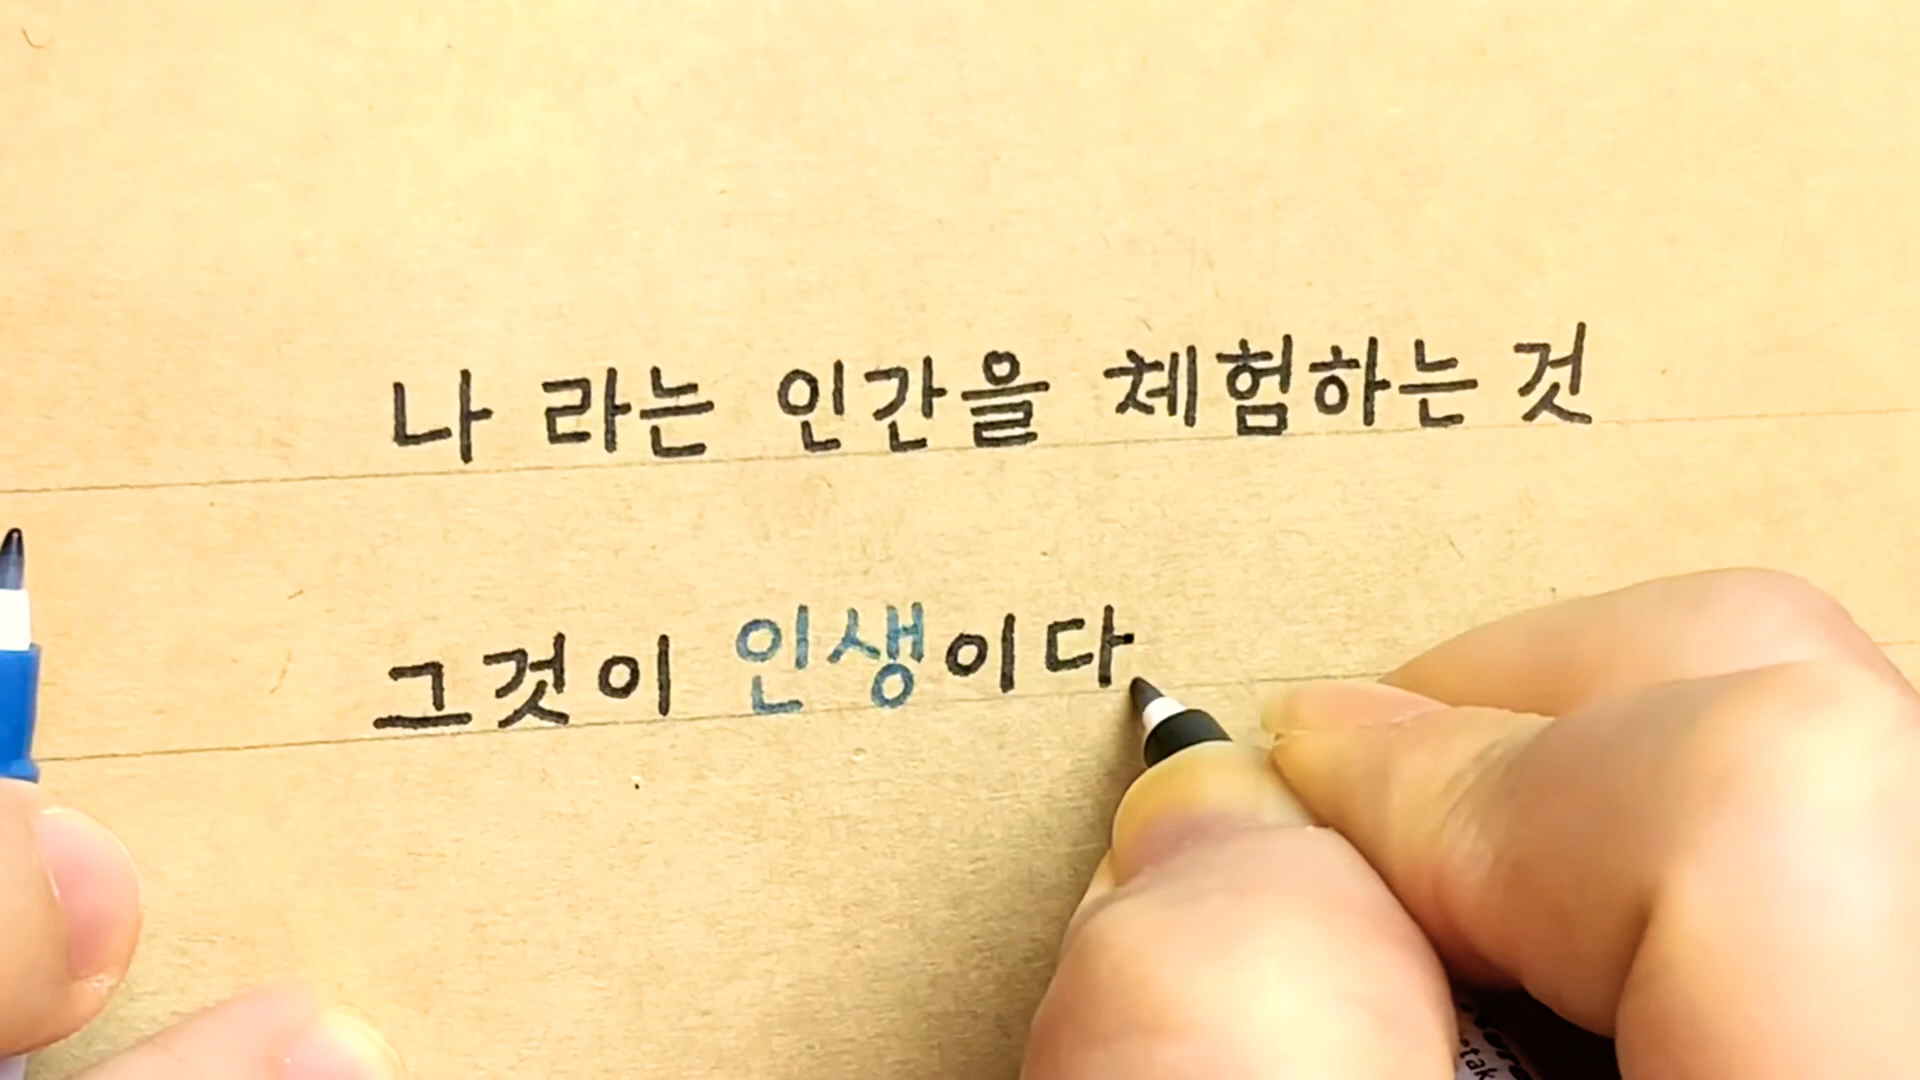 나 라는 인간을 체험하는 것
그것이 인생이다